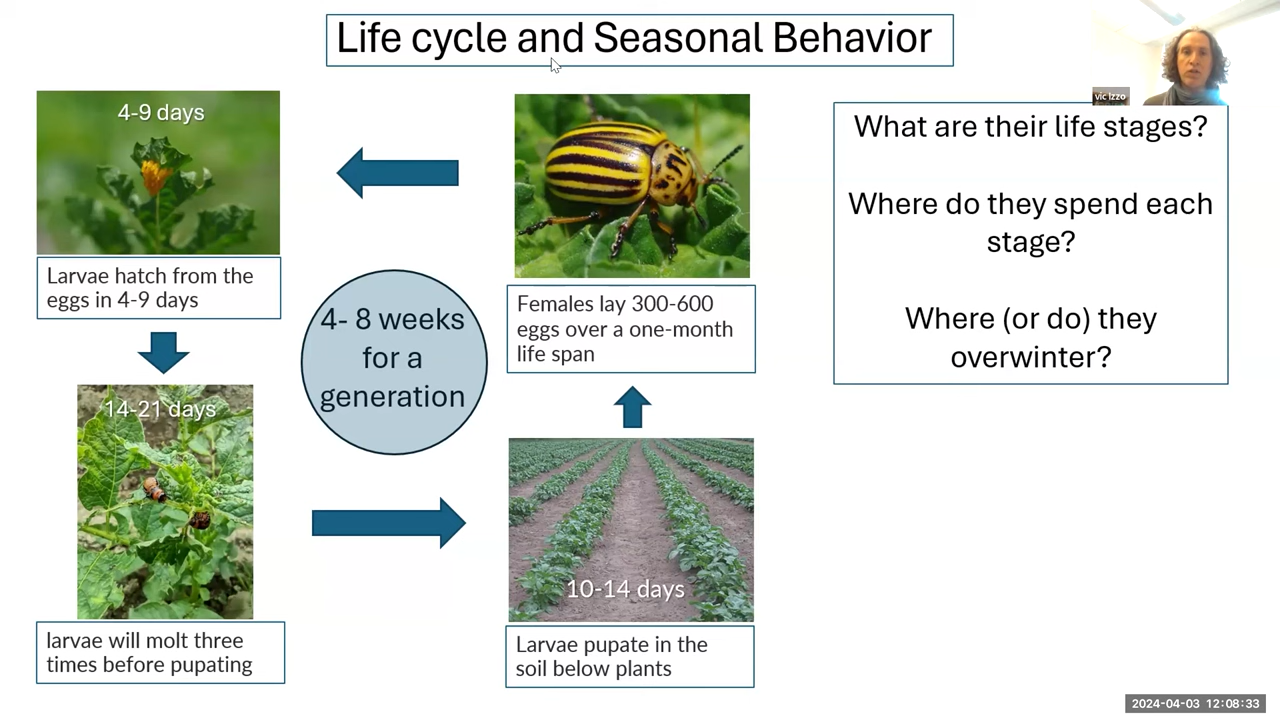 Life cycle and Seasonal Behavior
vic Izzo
4-9 days
Larvae hatch from the
eggs in 4-9 days
14-21 days
larvae will molt three
times before pupating
4- 8 weeks
for a
generation
Females lay 300-600
eggs over a one-month
life span
10-14 days
Larvae pupate in the
soil below plants
What are their life stages?
Where do they spend each
stage?
Where (or do) they
overwinter?
2024-04-03 12:08:33